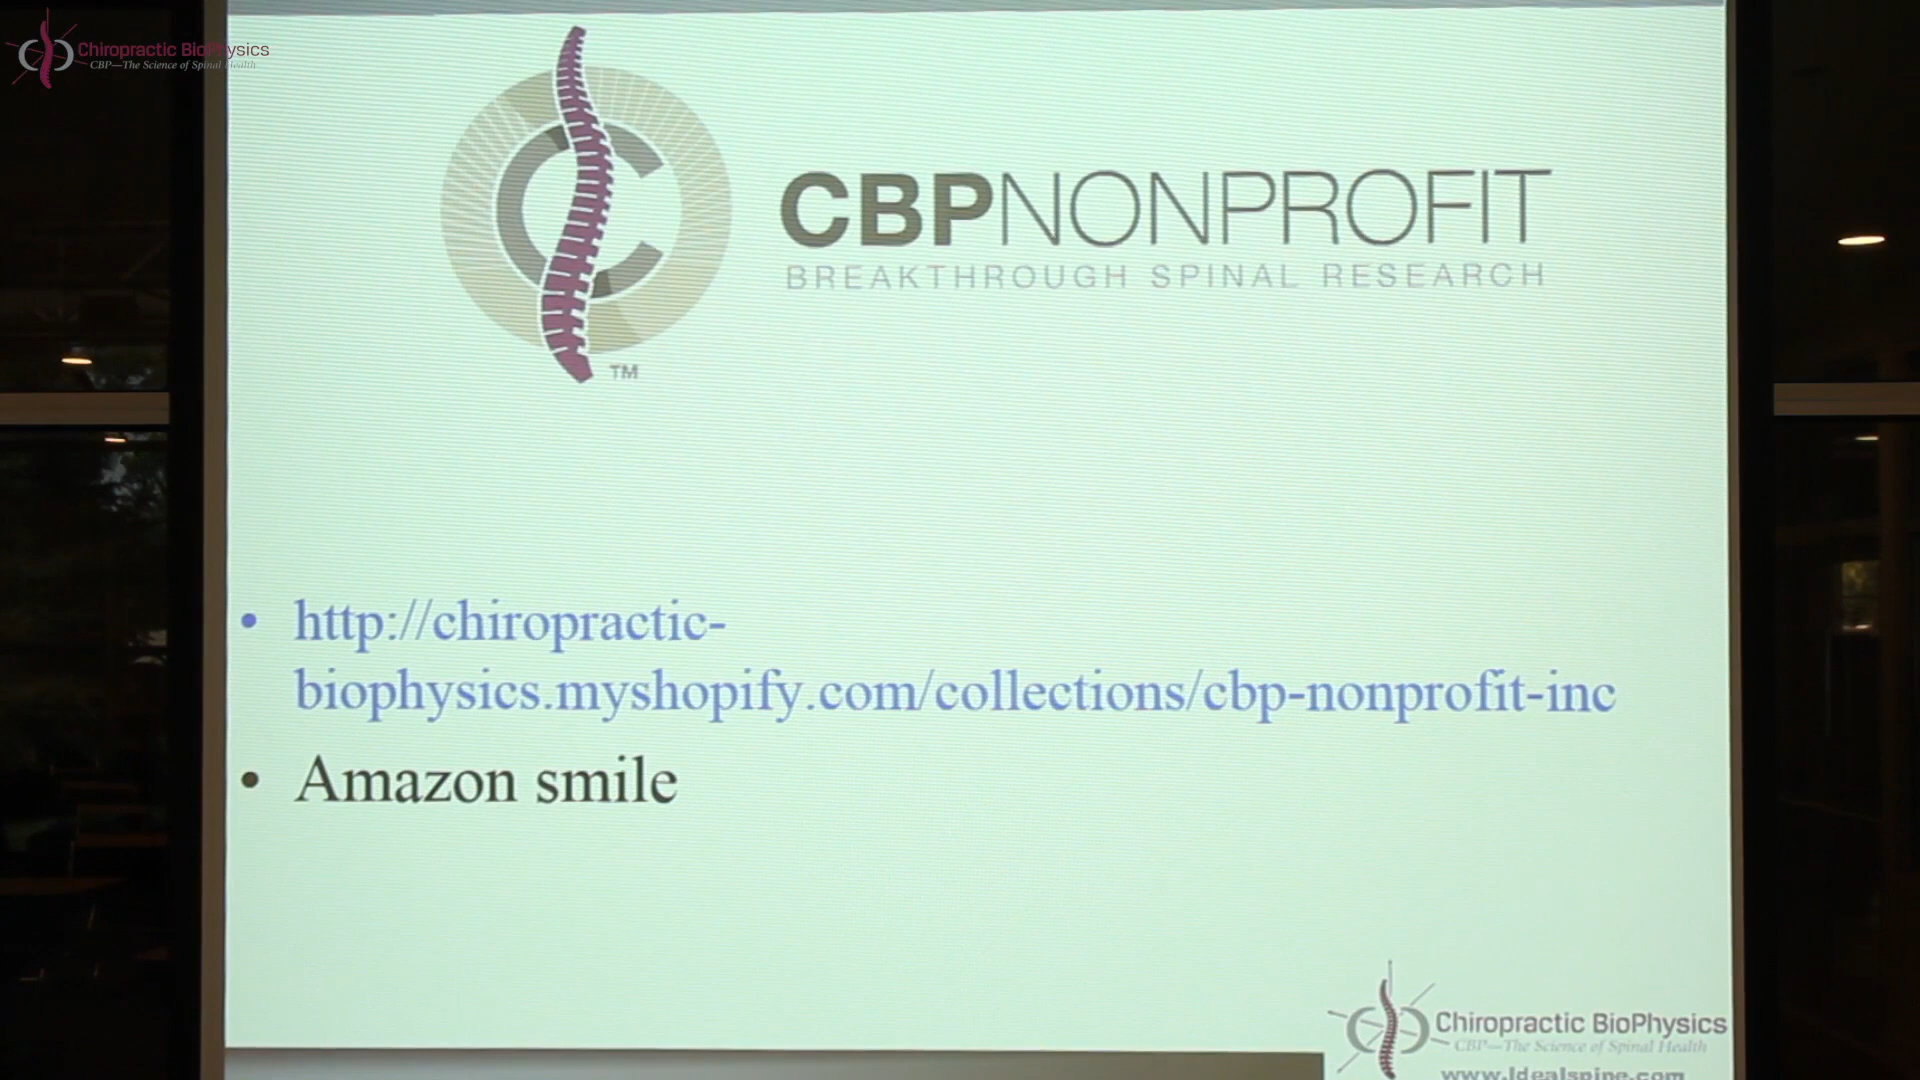 Chiropractic BioPhysics
CBP—The Science of Spinal Health
CBPNONPROFIT
BREAKTHROUGH SPINAL RESEARCH
TM
• http://chiropractic-
biophysics.myshopify.com/collections/cbp-nonprofit-inc
• Amazon smile
Chiropractic BioPhysics
CBP—The Science of Spinal Health
www.Idealspine.com